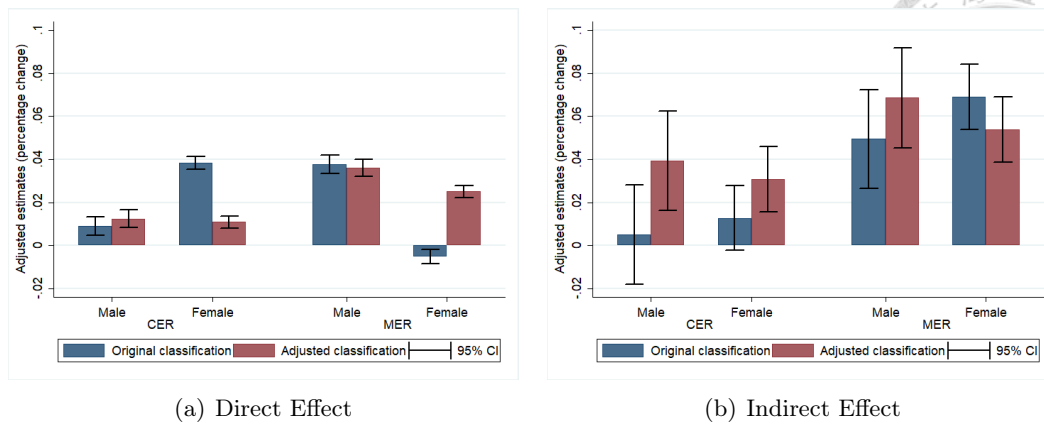 Adjusted estimates (percentage change)
.1
.08
.06
.04
.02
0
-.02
Male Female Male Female
CER MER
Original classification Adjusted classification 95% CI
(a) Direct Effect
Adjusted estimates (percentage change)
.1
.08
.06
.04
.02
0
-.02
Male Female Male Female
CER MER
Original classification Adjusted classification 95% CI
(b) Indirect Effect